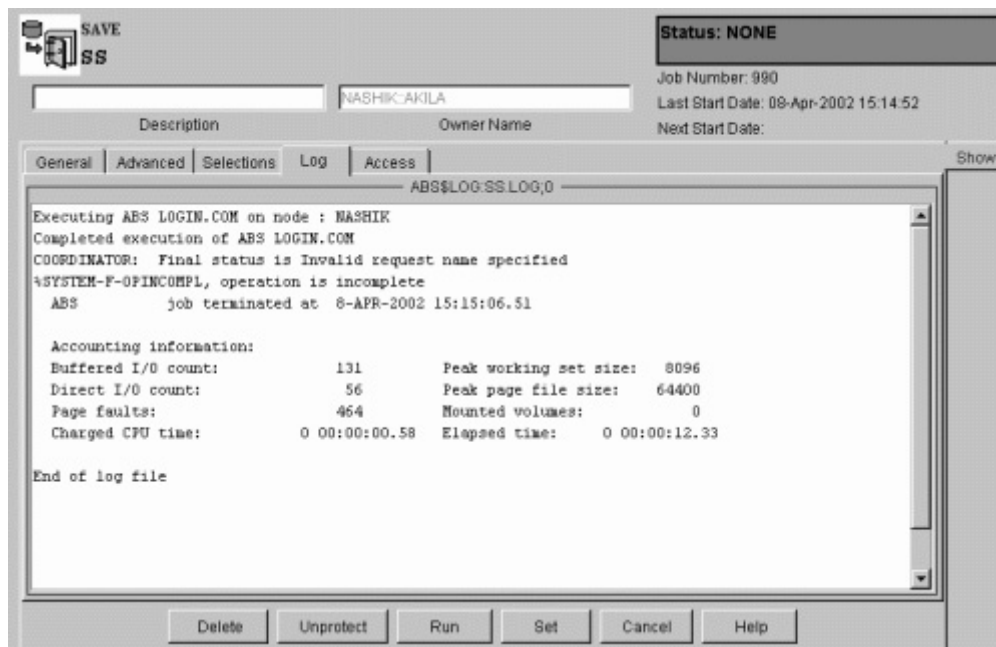 SAVE
SS
Status: NONE
Job Number: 990
Last Start Date: 08-Apr-2002 15:14:52
Next Start Date:
NASHIK::AKILA
Description
Owner Name
General Advanced Selections Log Access
Show
ABS$LOG:SS.LOG;0
Executing ABS LOGIN.COM on node : NASHIK
Completed execution of ABS LOGIN.COM
COORDINATOR: Final status is Invalid request name specified
%SYSTEM-F-OPINCOMPL, operation is incomplete
ABS job terminated at 8-APR-2002 15:15:06.51
Accounting information:
Buffered I/O count: 131 Peak working set size: 8096
Direct I/O count: 56 Peak page file size: 64400
Page faults: 464 Mounted volumes: 0
Charged CPU time: 0 00:00:00.58 Elapsed time: 0 00:00:12.33
End of log file
Delete Unprotect Run Set Cancel Help